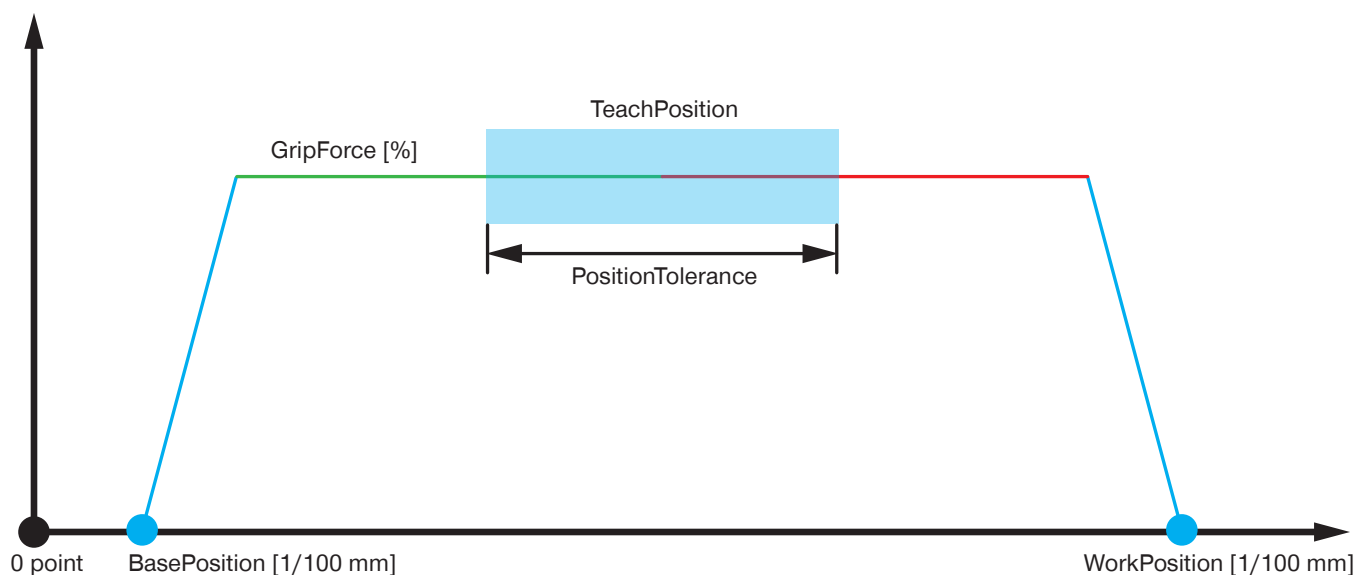 TeachPosition
GripForce [%]
PositionTolerance
0 point
BasePosition [1/100 mm]
WorkPosition [1/100 mm]